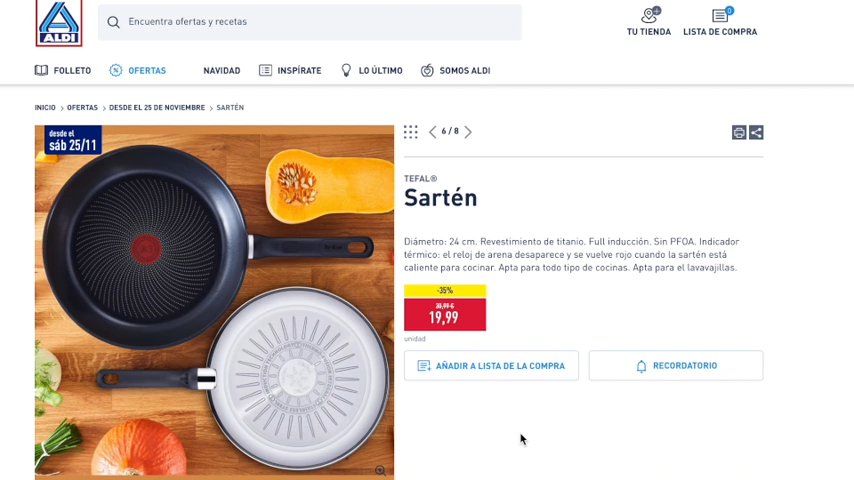 ALDI
Encuentra ofertas y recetas
TU TIENDA
0
LISTA DE COMPRA
FOLLETO
OFERTAS
NAVIDAD
INSPÍRATE
LO ÚLTIMO
SOMOS ALDI
INICIO > OFERTAS > DESDE EL 25 DE NOVIEMBRE > SARTÉN
desde el
sáb 25/11
6 / 8
TEFAL®
Sartén
Diámetro: 24 cm. Revestimiento de titanio. Full inducción. Sin PFOA. Indicador
térmico: el reloj de arena desaparece y se vuelve rojo cuando la sartén está
caliente para cocinar. Apta para todo tipo de cocinas. Apta para el lavavajillas.
-35%
30,99 €
19,99
unidad
AÑADIR A LISTA DE LA COMPRA
RECORDATORIO